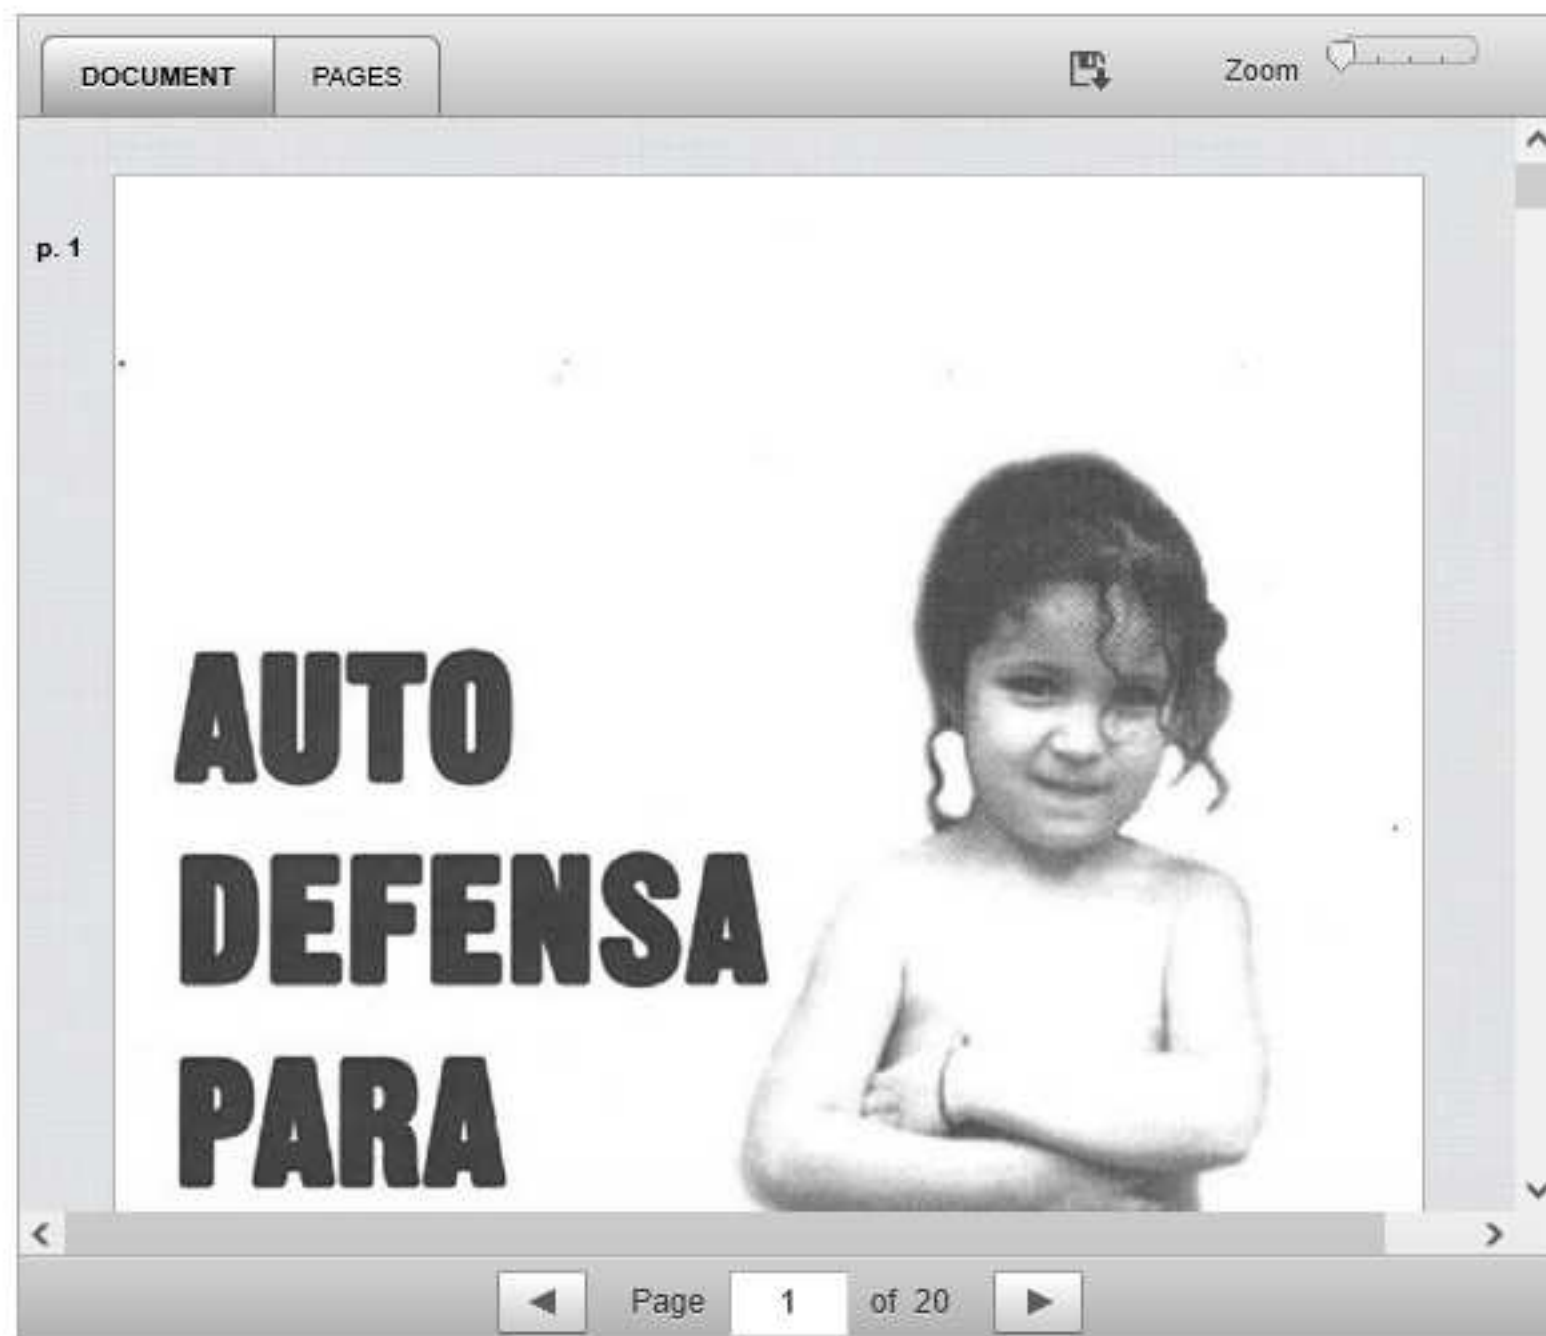 DOCUMENT PAGES Zoom
p. 1
AUTO
DEFENSA
PARA
Page 1 of 20